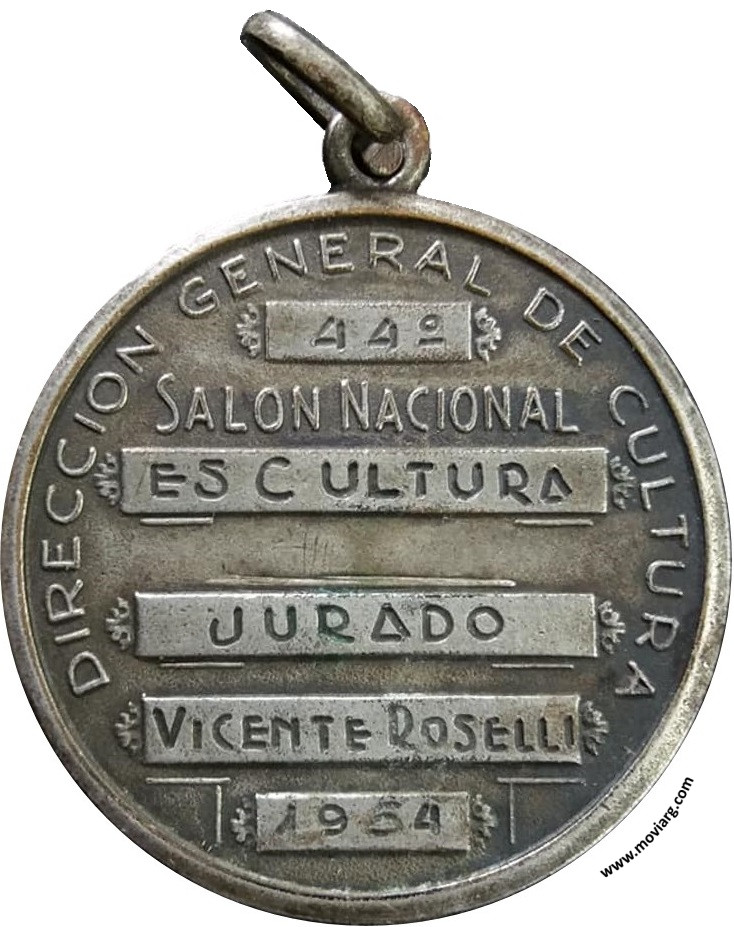 DIRECCION GENERAL DE CULTURA
44º
SALON NACIONAL
ESCULTURA
JURADO
VICENTE ROSELLI
1954
www.moviarg.com